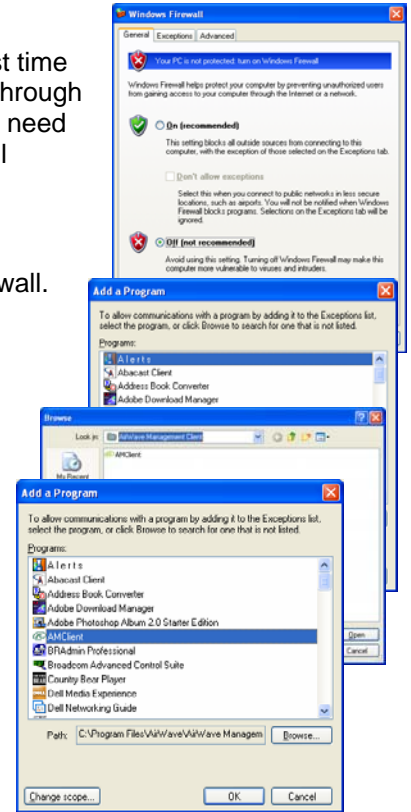 st time
hrough
need
l
wall.
Windows Firewall
General Exceptions Advanced
Your PC is not protected: turn on Windows Firewall
Windows Firewall helps protect your computer by preventing unauthorized users
from gaining access to your computer through the Internet or a network.
On (recommended)
This setting blocks all outside sources from connecting to this
computer, with the exception of those selected on the Exceptions tab.
Don't allow exceptions
Select this when you connect to public networks in less secure
locations, such as airports. You will not be notified when Windows
Firewall blocks programs. Selections on the Exceptions tab will be
ignored.
Off (not recommended)
Avoid using this setting. Turning off Windows Firewall may make this
computer more vulnerable to viruses and intruders.
Add a Program
To allow communications with a program by adding it to the Exceptions list,
select the program, or click Browse to search for one that is not listed.
Programs:
Alerts
Abacast Client
Address Book Converter
Adobe Download Manager
Browse
Look in: AirWave Management Client
AMClient
My Recent
Open
Cancel
Add a Program
To allow communications with a program by adding it to the Exceptions list,
select the program, or click Browse to search for one that is not listed.
Programs:
Alerts
Abacast Client
Address Book Converter
Adobe Download Manager
Adobe Photoshop Album 2.0 Starter Edition
AMClient
BRAdmin Professional
Broadcom Advanced Control Suite
Country Bear Player
Dell Media Experience
Dell Networking Guide
Path: C:\Program Files\AirWave\AirWave Managem Browse...
Change scope... OK Cancel